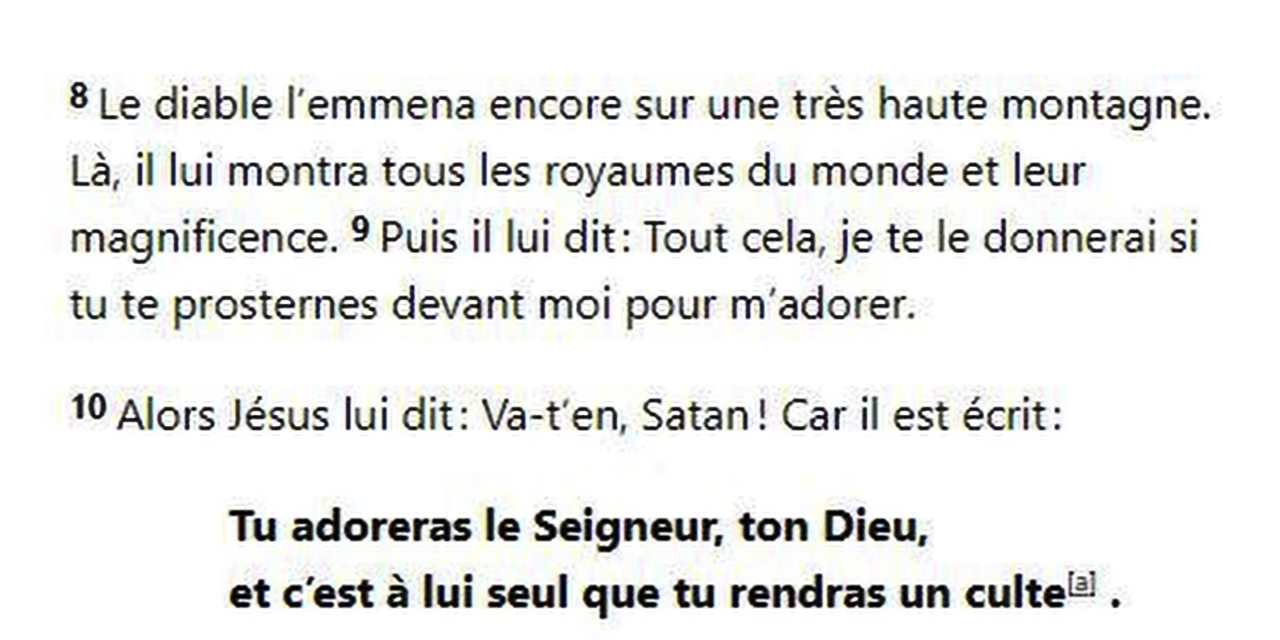 8 Le diable l’emmena encore sur une très haute montagne.
Là, il lui montra tous les royaumes du monde et leur
magnificence. 9 Puis il lui dit : Tout cela, je te le donnerai si
tu te prosternes devant moi pour m’adorer.
10 Alors Jésus lui dit : Va-t’en, Satan ! Car il est écrit :
Tu adoreras le Seigneur, ton Dieu,
et c’est à lui seul que tu rendras un culte[a] .